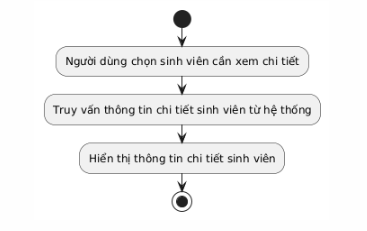 Người dùng chọn sinh viên cần xem chi tiết
Truy vấn thông tin chi tiết sinh viên từ hệ thống
Hiển thị thông tin chi tiết sinh viên